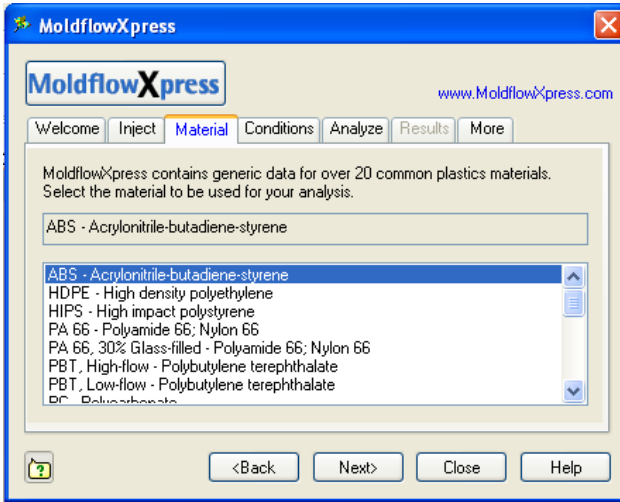 MoldflowXpress
MoldflowXpress
www.MoldflowXpress.com
Welcome Inject Material Conditions Analyze Results More
MoldflowXpress contains generic data for over 20 common plastics materials.
Select the material to be used for your analysis.
ABS - Acrylonitrile-butadiene-styrene
ABS - Acrylonitrile-butadiene-styrene
HDPE - High density polyethylene
HIPS - High impact polystyrene
PA 66 - Polyamide 66; Nylon 66
PA 66, 30% Glass-filled - Polyamide 66; Nylon 66
PBT, High-flow - Polybutylene terephthalate
PBT, Low-flow - Polybutylene terephthalate
PC - Polycarbonate
? <Back Next> Close Help